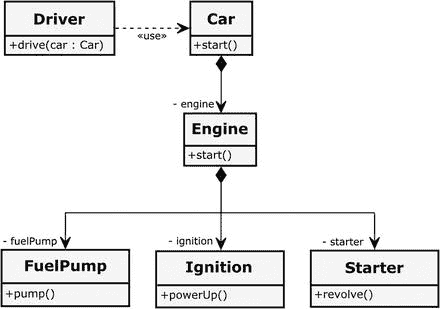 Driver
+drive(car : Car)
«use»
Car
+start()
- engine
Engine
+start()
- fuelPump
- ignition
- starter
FuelPump
+pump()
Ignition
+powerUp()
Starter
+revolve()